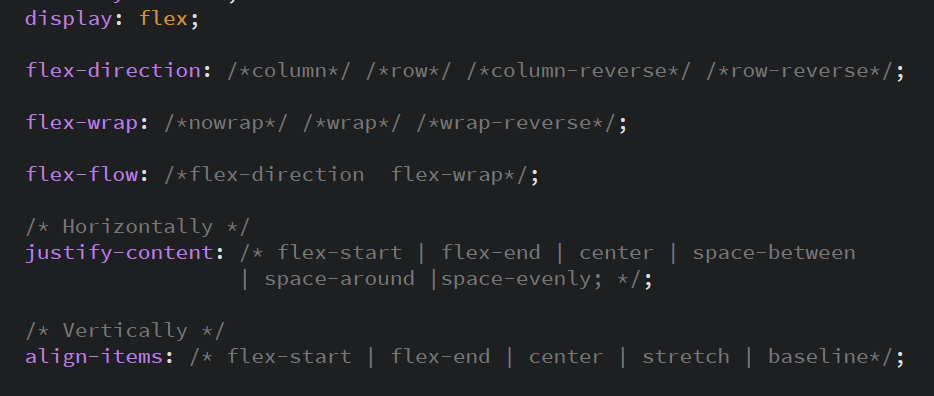 display: flex;
flex-direction: /*column*/ /*row*/ /*column-reverse*/ /*row-reverse*/;
flex-wrap: /*nowrap*/ /*wrap*/ /*wrap-reverse*/;
flex-flow: /*flex-direction  flex-wrap*/;
/* Horizontally */
justify-content: /* flex-start | flex-end | center | space-between
| space-around |space-evenly; */;
/* Vertically */
align-items: /* flex-start | flex-end | center | stretch | baseline*/;